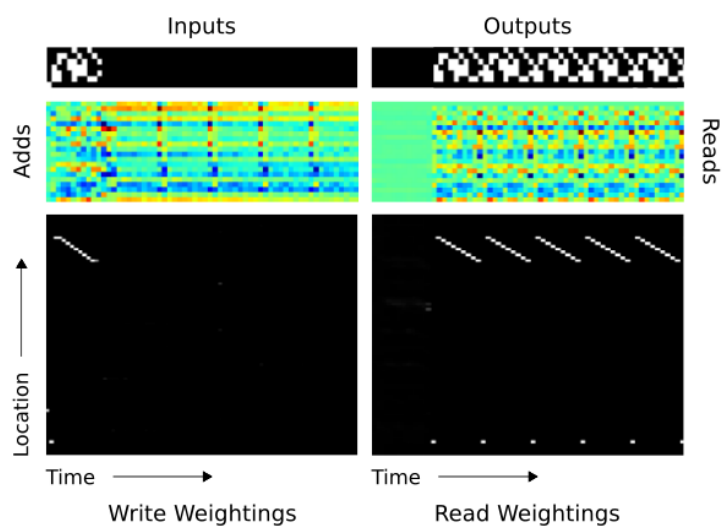 Inputs
Outputs
Adds
Reads
Location
Time
Time
Write Weightings
Read Weightings